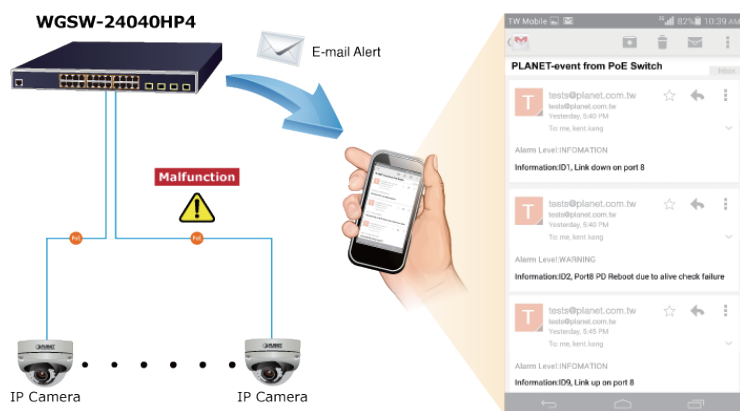 WGSW-24040HP4
E-mail Alert
Malfunction
PoE
PoE
PLANET
PLANET
IP Camera
IP Camera
TW Mobile
82% 10:39 AM
PLANET-event from PoE Switch
Inbox
T
tests@planet.com.tw
tests@planet.com.tw
Yesterday, 5:40 PM
To: me, kent.kang
Alarm Level:INFOMATION
Information:ID1, Link down on port 8
T
tests@planet.com.tw
tests@planet.com.tw
Yesterday, 5:40 PM
To: me, kent.kang
Alarm Level:WARNING
Information:ID2, Port8 PD Reboot due to alive check failure
T
tests@planet.com.tw
tests@planet.com.tw
Yesterday, 5:45 PM
To: me, kent.kang
Alarm Level:INFOMATION
Information:ID9, Link up on port 8